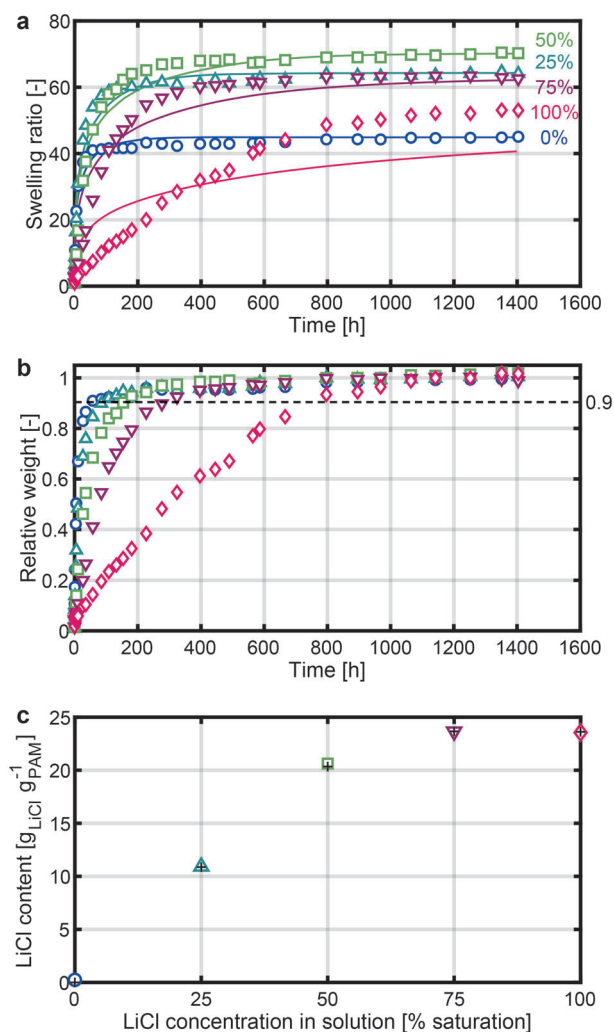 a
80
60
40
20
0
Swelling ratio [-]
50%
25%
75%
100%
0%
0 200 400 600 800 1000 1200 1400 1600
Time [h]
b
1
0.8
0.6
0.4
0.2
0
Relative weight [-]
0.9
0 200 400 600 800 1000 1200 1400 1600
Time [h]
c
25
20
15
10
5
0
LiCl content [g_LiCl g^-1_PAM]
0 25 50 75 100
LiCl concentration in solution [% saturation]